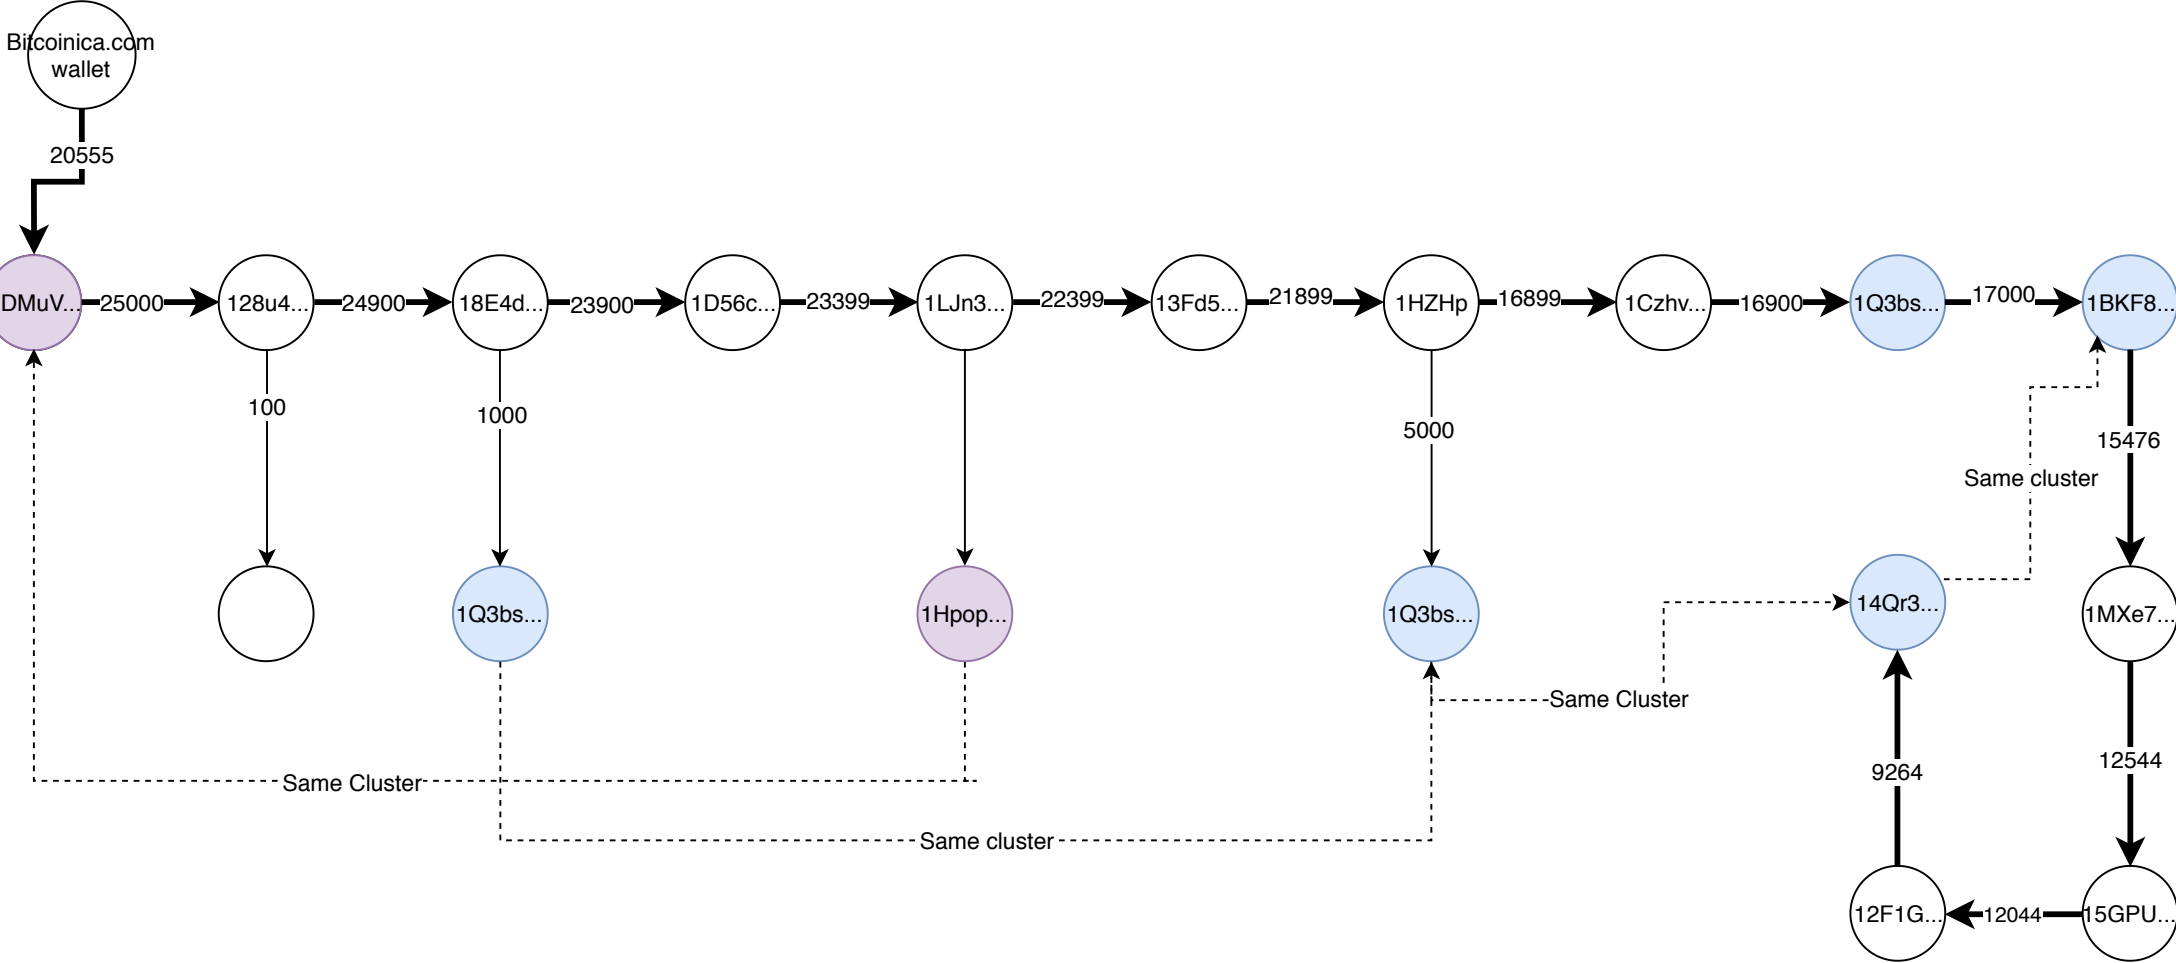 Bitcoinica.com
wallet
20555
DMuV...
25000
128u4...
24900
18E4d...
23900
1D56c...
23399
1LJn3...
22399
13Fd5...
21899
1HZHp
16899
1Czhv...
16900
1Q3bs...
17000
1BKF8...
100
1000
5000
15476
Same cluster
1Q3bs...
1Hpop...
1Q3bs...
14Qr3...
1MXe7...
Same Cluster
12544
9264
Same Cluster
Same cluster
12F1G...
12044
15GPU...